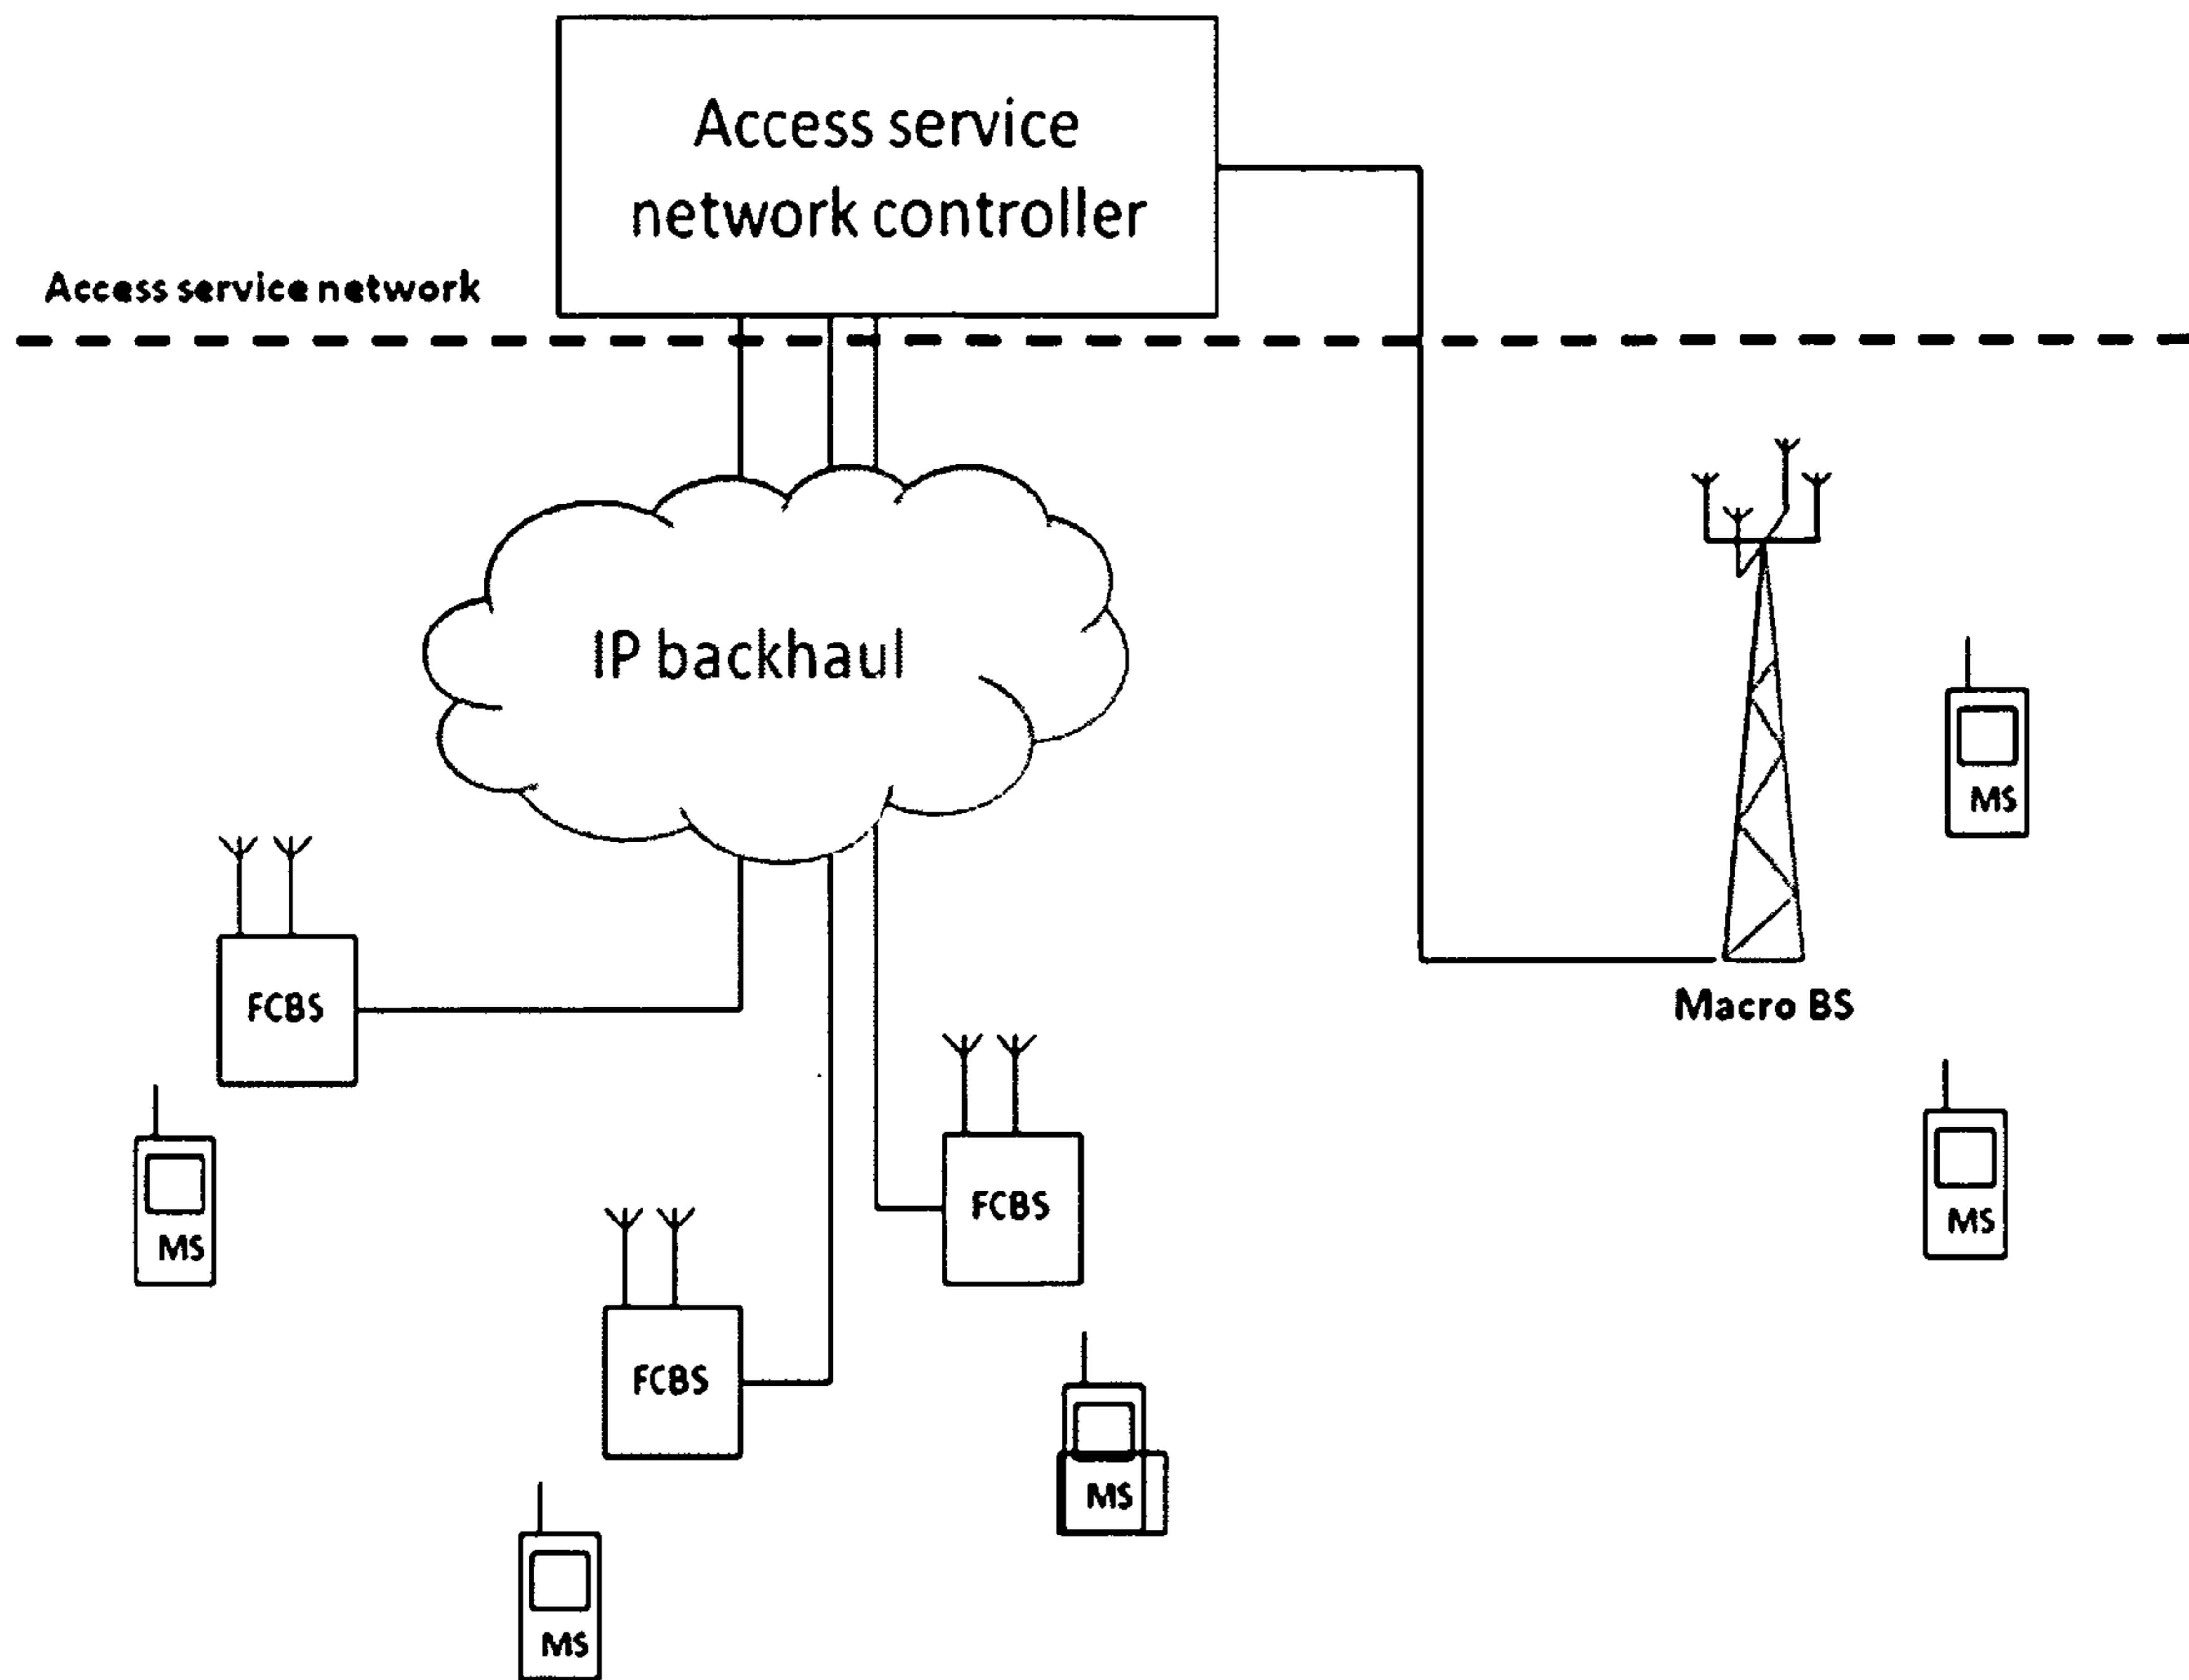 Access service
network controller
Access service network
IP backhaul
MS
FCBS
Macro BS
FCBS
MS
MS
FCBS
MS
MS